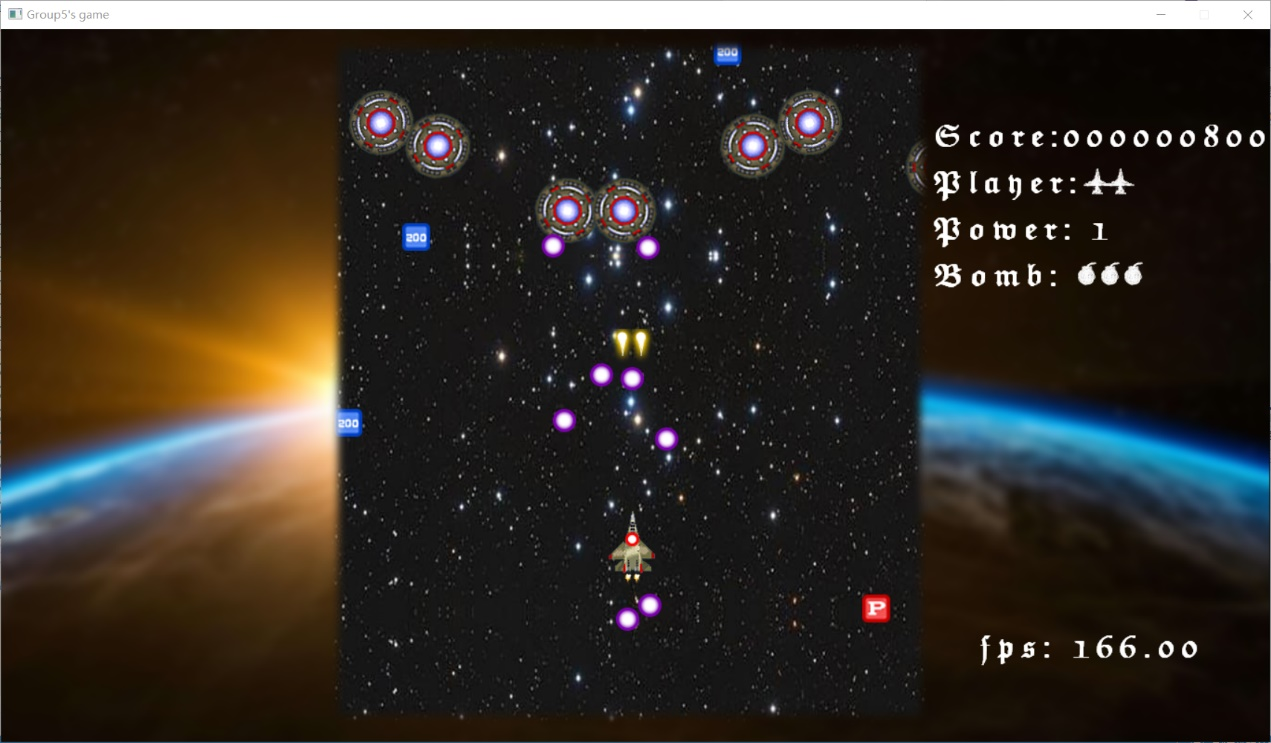 Group5's game
200
Score:000000800
Player:
Power: 1
200
Bomb:
200
P
fps: 166.00